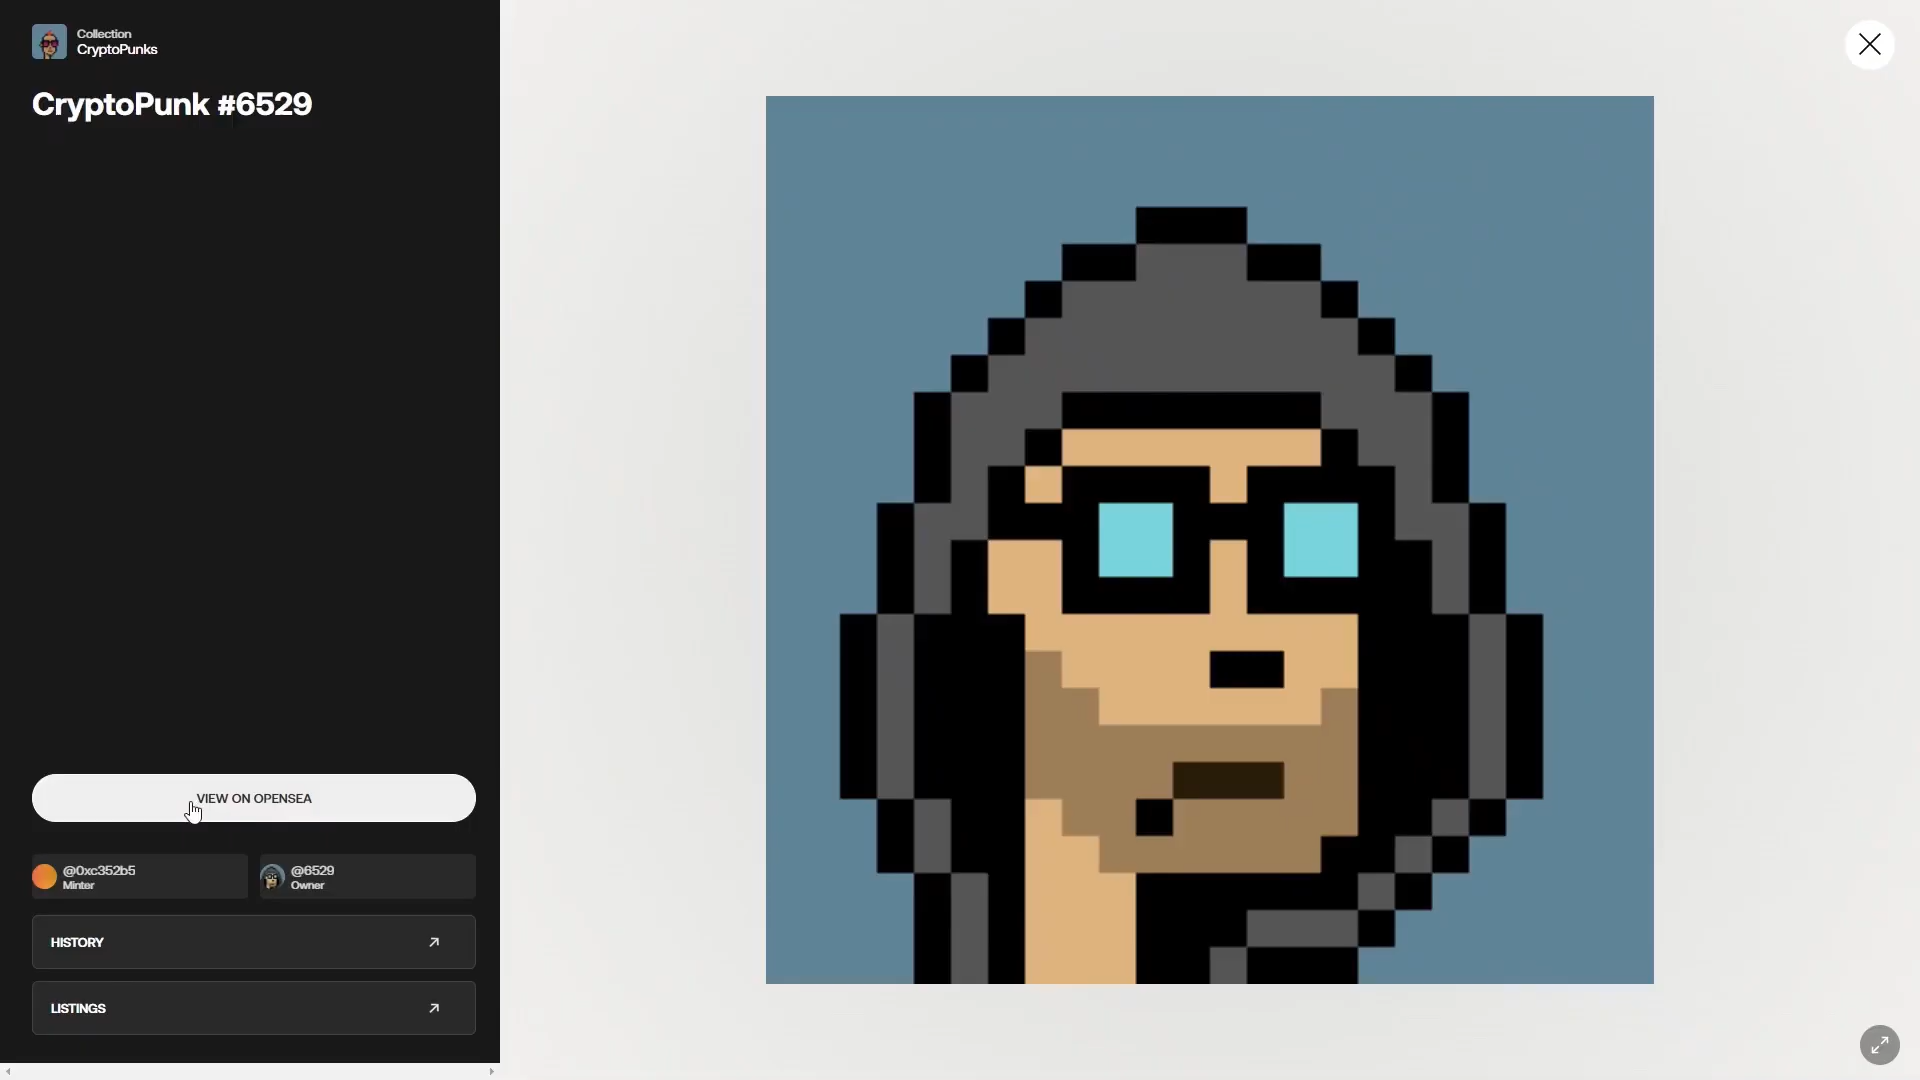 Collection
CryptoPunks
CryptoPunk #6529
VIEW ON OPENSEA
@0xc352b5
Minter
@6529
Owner
HISTORY
LISTINGS